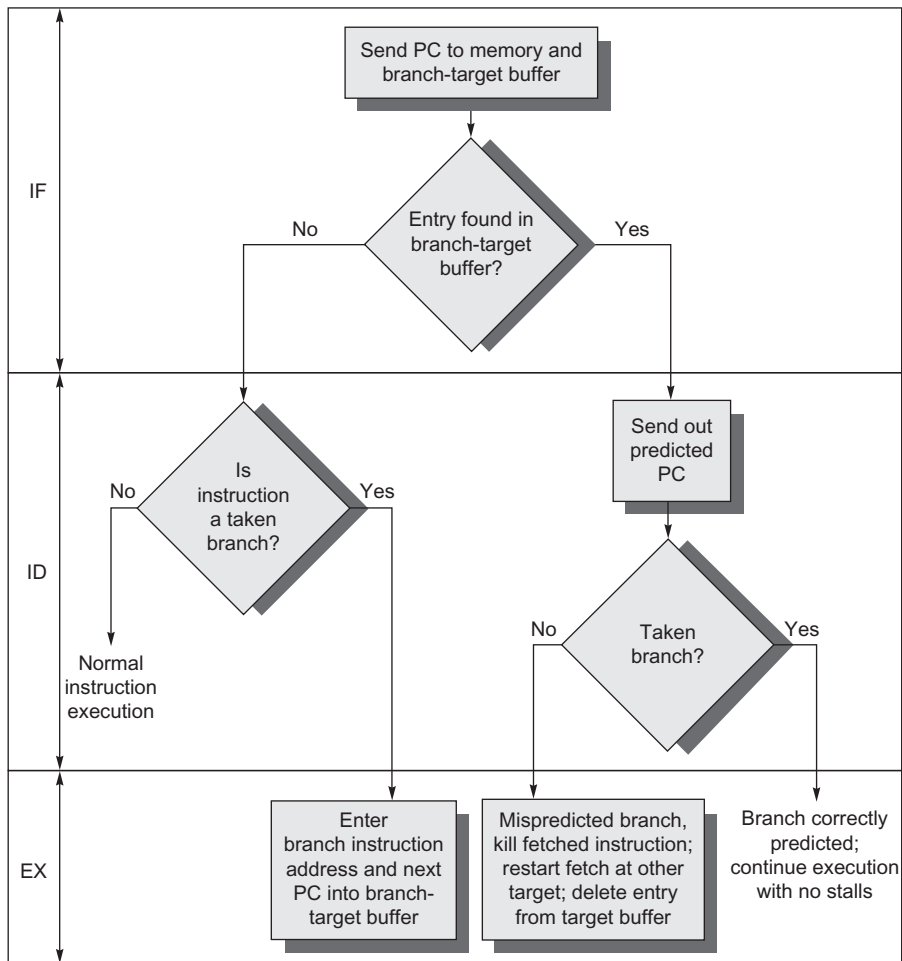 Send PC to memory and
branch-target buffer
IF
Entry found in
branch-target
buffer?
No
Yes
ID
Is
instruction
a taken
branch?
No
Yes
Normal
instruction
execution
Send out
predicted
PC
Taken
branch?
No
Yes
EX
Enter
branch instruction
address and next
PC into branch-
target buffer
Mispredicted branch,
kill fetched instruction;
restart fetch at other
target; delete entry
from target buffer
Branch correctly
predicted;
continue execution
with no stalls